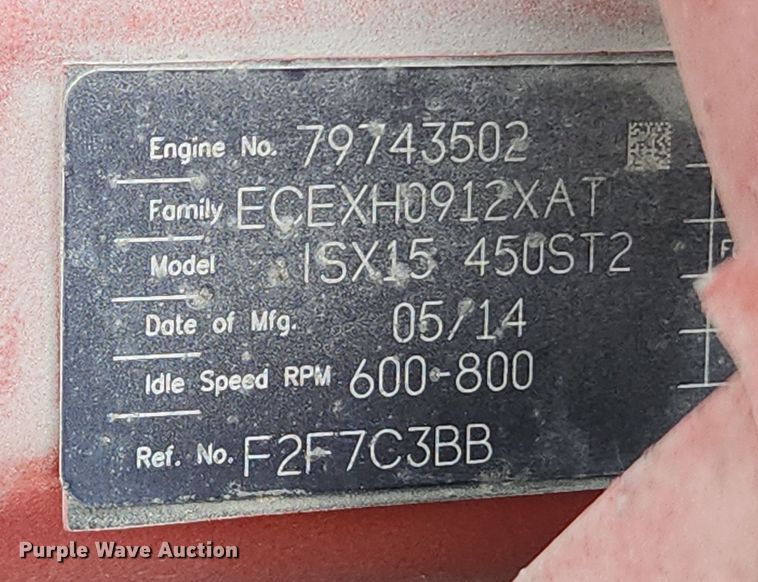 Engine No. 79743502
Family ECEXH0912XAT
Model ISX15 450ST2
Date of Mfg. 05/14
Idle Speed RPM 600-800
Ref. No. F2F7C3BB
Purple Wave Auction